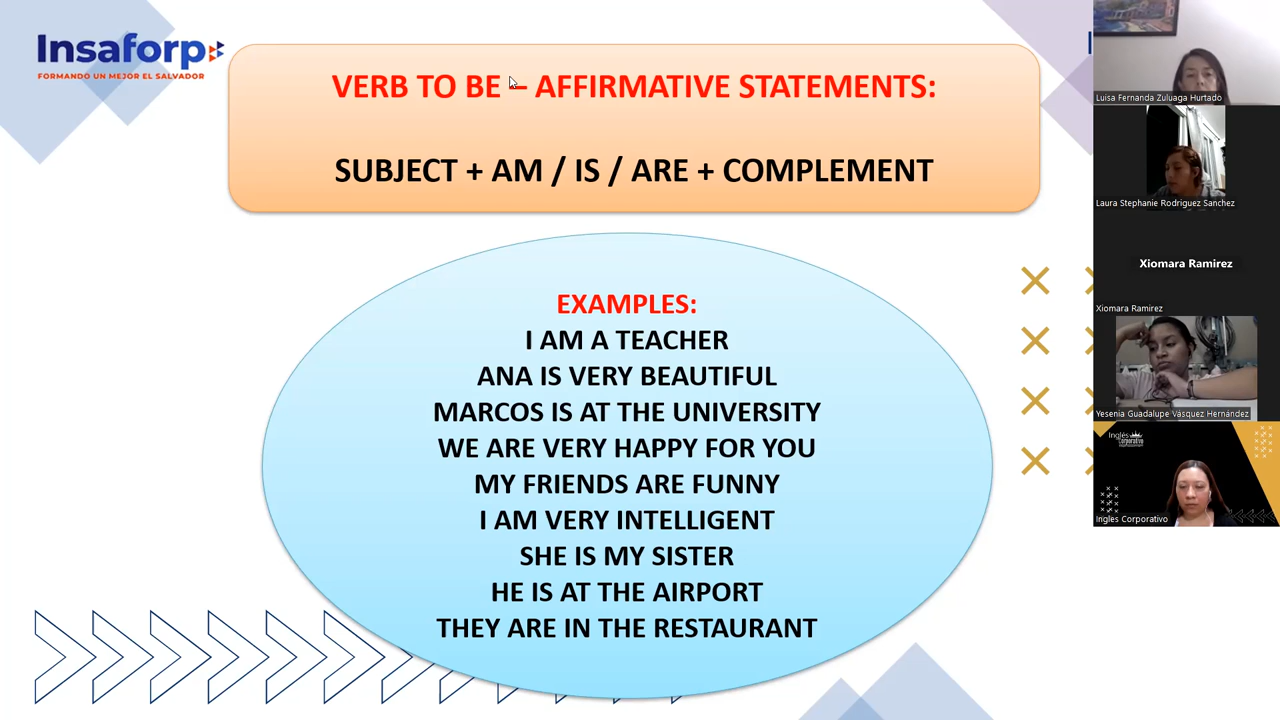 Insaforp
FORMANDO UN MEJOR EL SALVADOR
VERB TO BE – AFFIRMATIVE STATEMENTS:
SUBJECT + AM / IS / ARE + COMPLEMENT
EXAMPLES:
I AM A TEACHER
ANA IS VERY BEAUTIFUL
MARCOS IS AT THE UNIVERSITY
WE ARE VERY HAPPY FOR YOU
MY FRIENDS ARE FUNNY
I AM VERY INTELLIGENT
SHE IS MY SISTER
HE IS AT THE AIRPORT
THEY ARE IN THE RESTAURANT
Luisa Fernanda Zuluaga Hurtado
Laura Stephanie Rodriguez Sanchez
Xiomara Ramirez
Xiomara Ramirez
Yesenia Guadalupe Vásquez Hernández
Inglés
Corporativo
Ingles Corporativo